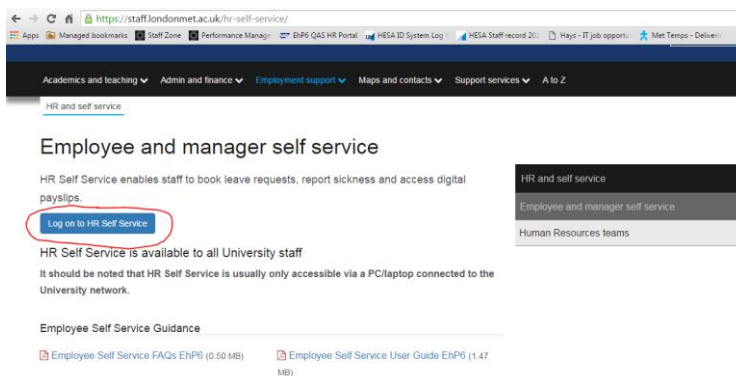 https://staff.londonmet.ac.uk/hr-self-service/
Apps Managed bookmarks Staff Zone Performance Manage EhP6 QAS HR Portal HESA ID System Log HESA Staff record 20 Hays - IT job opportu Met Temps - Deliveri
Academics and teaching Admin and finance Employment support Maps and contacts Support services A to Z
HR and self service
Employee and manager self service
HR Self Service enables staff to book leave requests, report sickness and access digital
payslips.
Log on to HR Self Service
HR Self Service is available to all University staff
It should be noted that HR Self Service is usually only accessible via a PC/laptop connected to the
University network.
Employee Self Service Guidance
Employee Self Service FAQs EhP6 (0.50 MB)
Employee Self Service User Guide EhP6 (1.47
MB)
HR and self service
Employee and manager self service
Human Resources teams